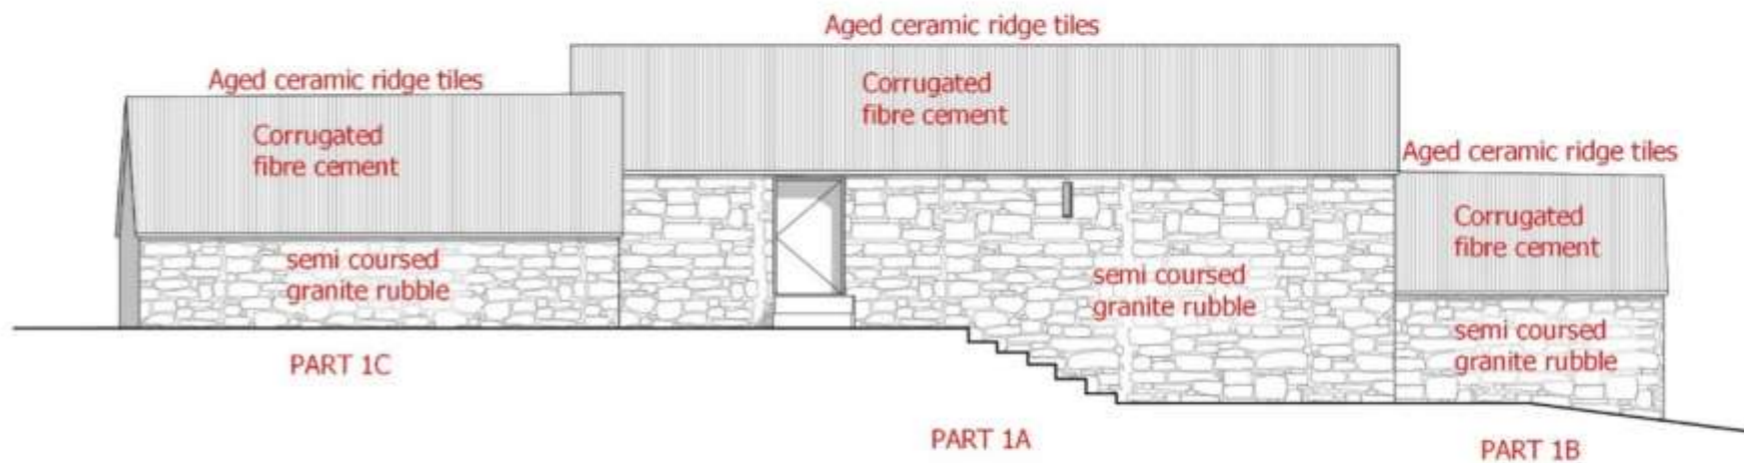 Aged ceramic ridge tiles
Aged ceramic ridge tiles
Corrugated
fibre cement
Corrugated
fibre cement
Aged ceramic ridge tiles
Corrugated
fibre cement
semi coursed
granite rubble
semi coursed
granite rubble
semi coursed
granite rubble
PART 1C
PART 1A
PART 1B